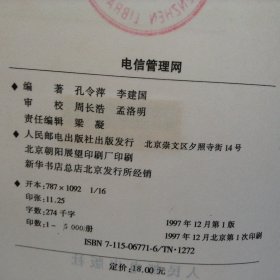 ENZHEN LIBRA
电信管理网
◆编 著 孔令萍 李建国
◆审 校 周长浩 孟洛明
责任编辑 梁 凝
◆人民邮电出版社出版发行 北京崇文区夕照寺街14号
北京朝阳展望印刷厂印刷
新华书店总店北京发行所经销
◆开本:787×1092 1/16
印张:11.25
字数:274千字 1997年12月第1版
印数:1- 5 000册 1997年12月北京第1次印刷
ISBN 7-115-06771-6/TN·1272
定价:18.00元